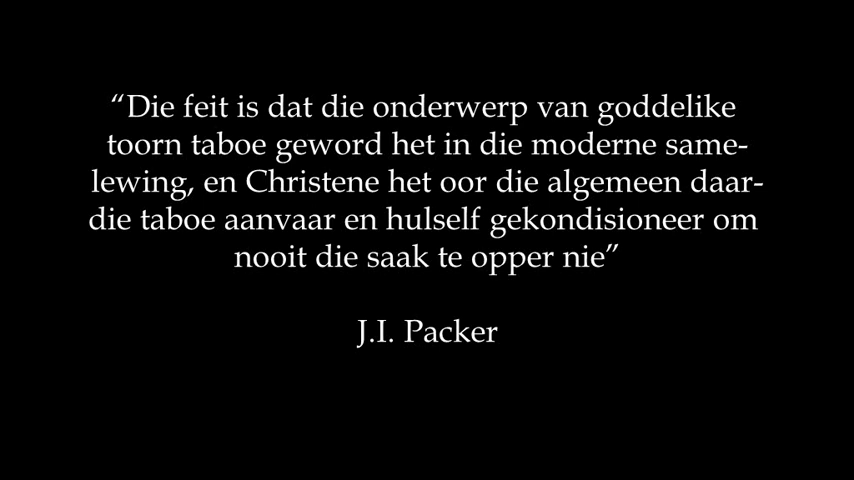 “Die feit is dat die onderwerp van goddelike
toorn taboe geword het in die moderne same-
lewing, en Christene het oor die algemeen daar-
die taboe aanvaar en hulself gekondisioneer om
nooit die saak te opper nie”
J.I. Packer